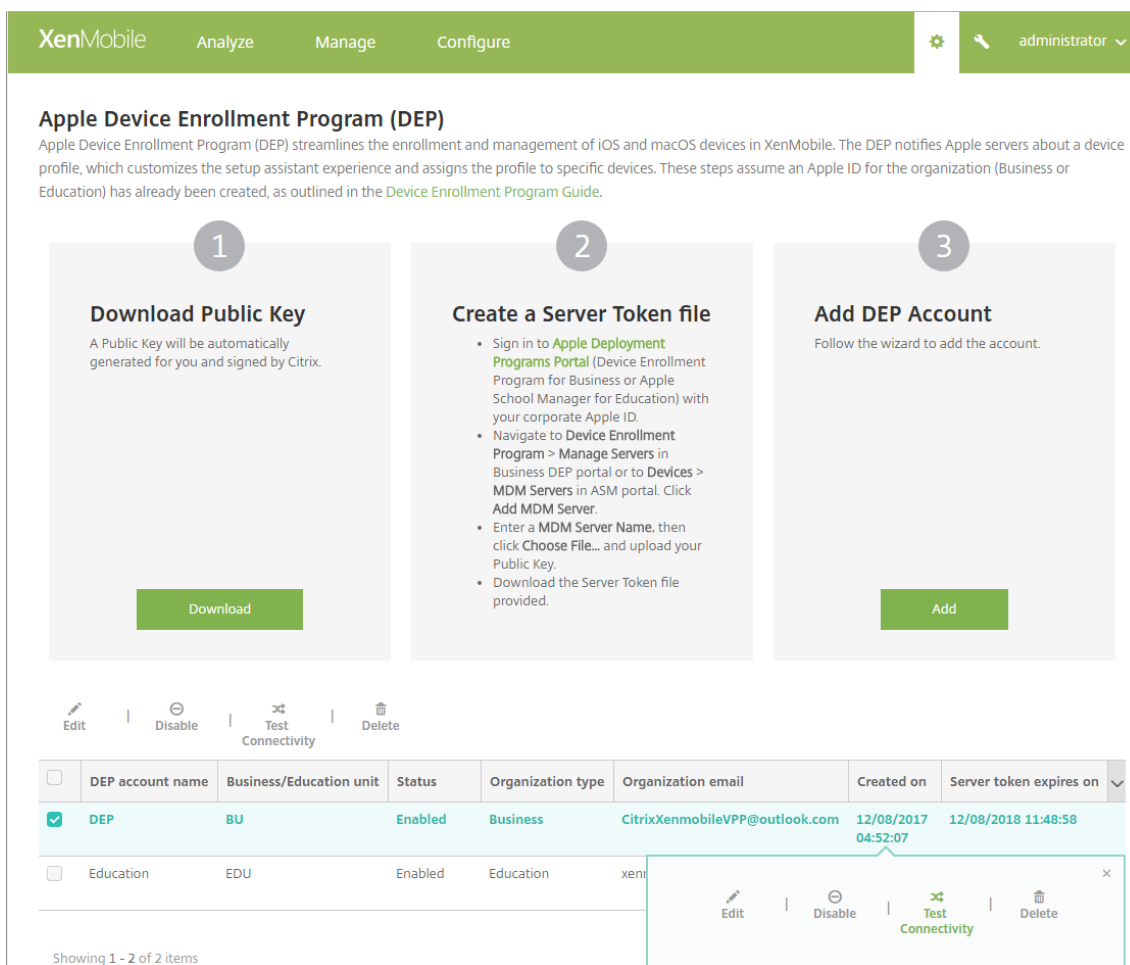 XenMobile Analyze Manage Configure administrator
Apple Device Enrollment Program (DEP)
Apple Device Enrollment Program (DEP) streamlines the enrollment and management of iOS and macOS devices in XenMobile. The DEP notifies Apple servers about a device
profile, which customizes the setup assistant experience and assigns the profile to specific devices. These steps assume an Apple ID for the organization (Business or
Education) has already been created, as outlined in the Device Enrollment Program Guide.
1
Download Public Key
A Public Key will be automatically
generated for you and signed by Citrix.
Download
2
Create a Server Token file
• Sign in to Apple Deployment
Programs Portal (Device Enrollment
Program for Business or Apple
School Manager for Education) with
your corporate Apple ID.
• Navigate to Device Enrollment
Program > Manage Servers in
Business DEP portal or to Devices >
MDM Servers in ASM portal. Click
Add MDM Server.
• Enter a MDM Server Name, then
click Choose File... and upload your
Public Key.
• Download the Server Token file
provided.
3
Add DEP Account
Follow the wizard to add the account.
Add
Edit | Disable | Test Connectivity | Delete
DEP account name Business/Education unit Status Organization type Organization email Created on Server token expires on
DEP BU Enabled Business CitrixXenmobileVPP@outlook.com 12/08/2017 12/08/2018 11:48:58
04:52:07
Education EDU Enabled Education
Edit | Disable | Test Connectivity | Delete ×
Showing 1 - 2 of 2 items